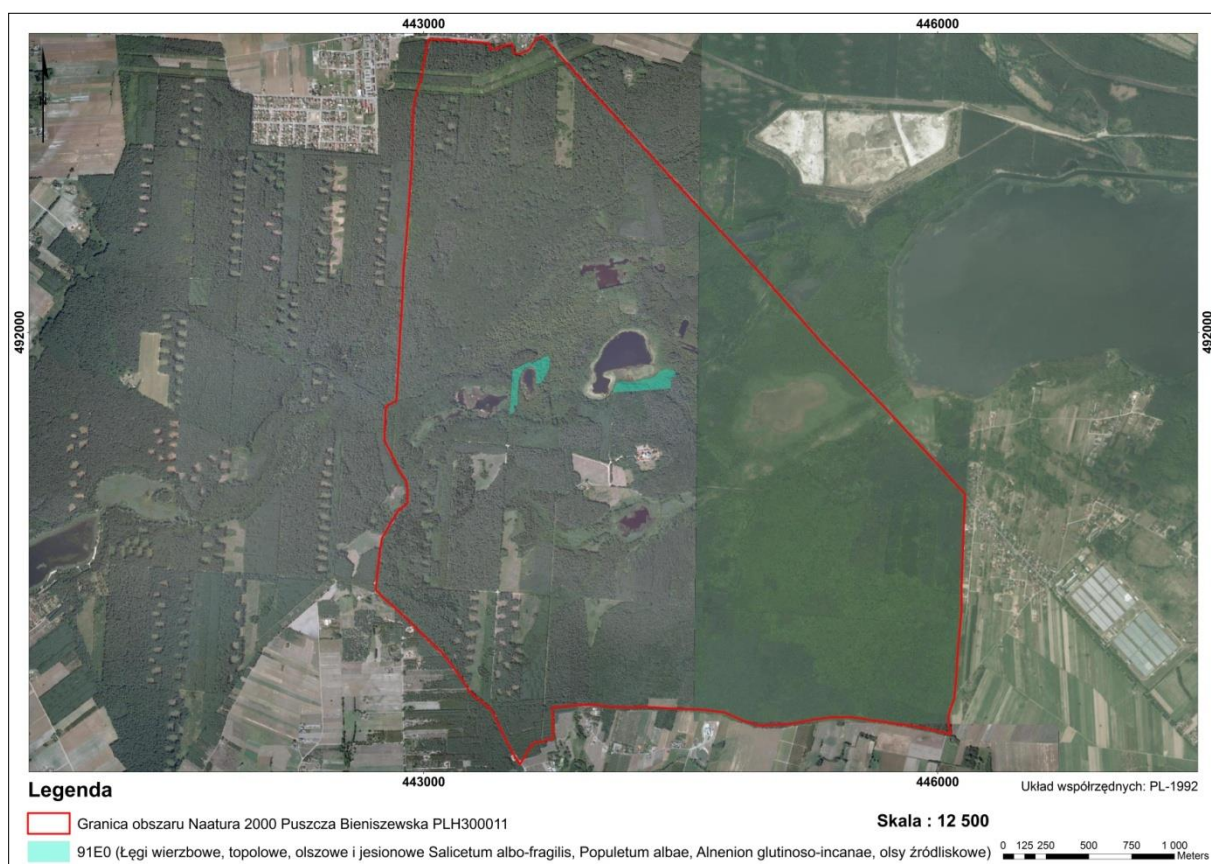 443000
446000
492000
492000
443000
446000
Legenda
Układ współrzędnych: PL-1992
Granica obszaru Naatura 2000 Puszcza Bieniszewska PLH300011
Skala : 12 500
91E0 (Łęgi wierzbowe, topolowe, olszowe i jesionowe Salicetum albo-fragilis, Populetum albae, Alnenion glutinoso-incanae, olsy źródliskowe)
0 125 250 500 750 1 000
Meters